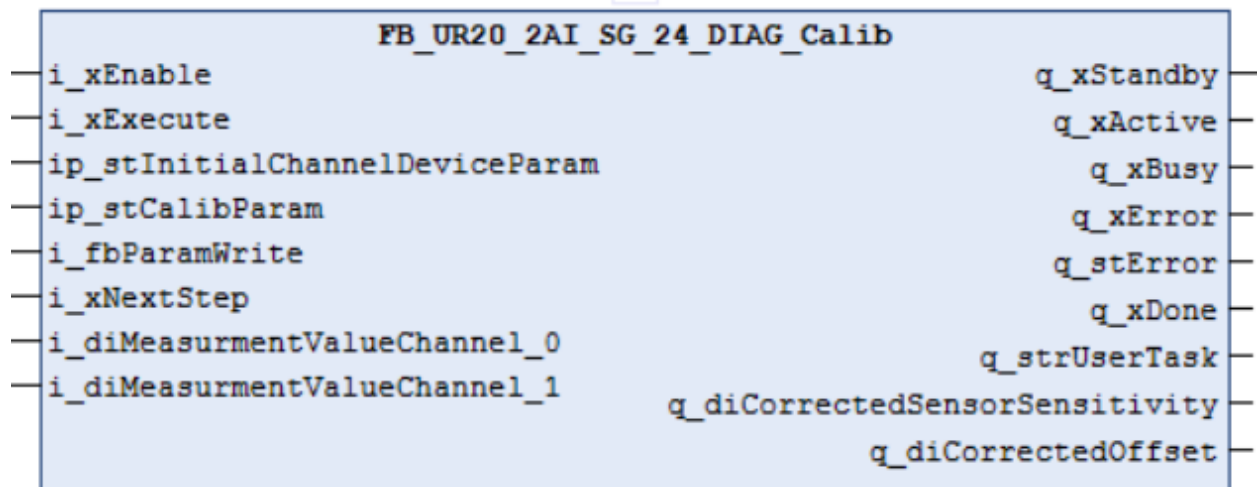 FB_UR20_2AI_SG_24_DIAG_Calib
i_xEnable
i_xExecute
ip_stInitialChannelDeviceParam
ip_stCalibParam
i_fbParamWrite
i_xNextStep
i_diMeasurmentValueChannel_0
i_diMeasurmentValueChannel_1
q_xStandby
q_xActive
q_xBusy
q_xError
q_stError
q_xDone
q_strUserTask
q_diCorrectedSensorSensitivity
q_diCorrectedOffset